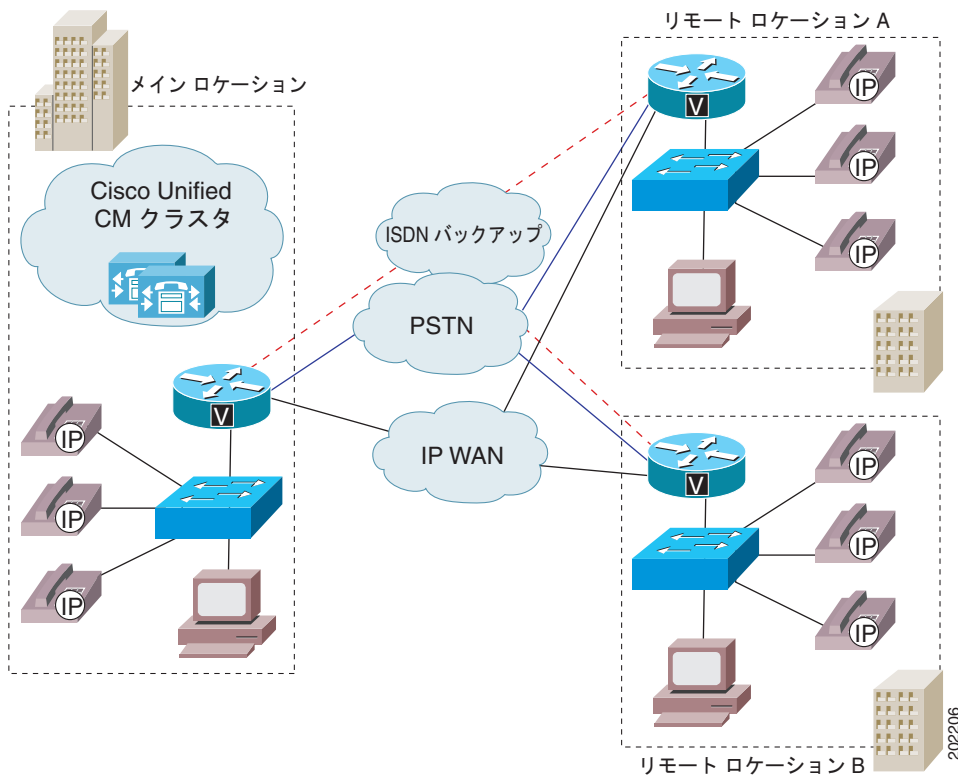 リモート ロケーション A
メイン ロケーション
Cisco Unified
CM クラスタ
ISDN バックアップ
PSTN
IP WAN
V
V
V
IP
IP
IP
IP
IP
IP
IP
IP
IP
リモート ロケーション B
202206